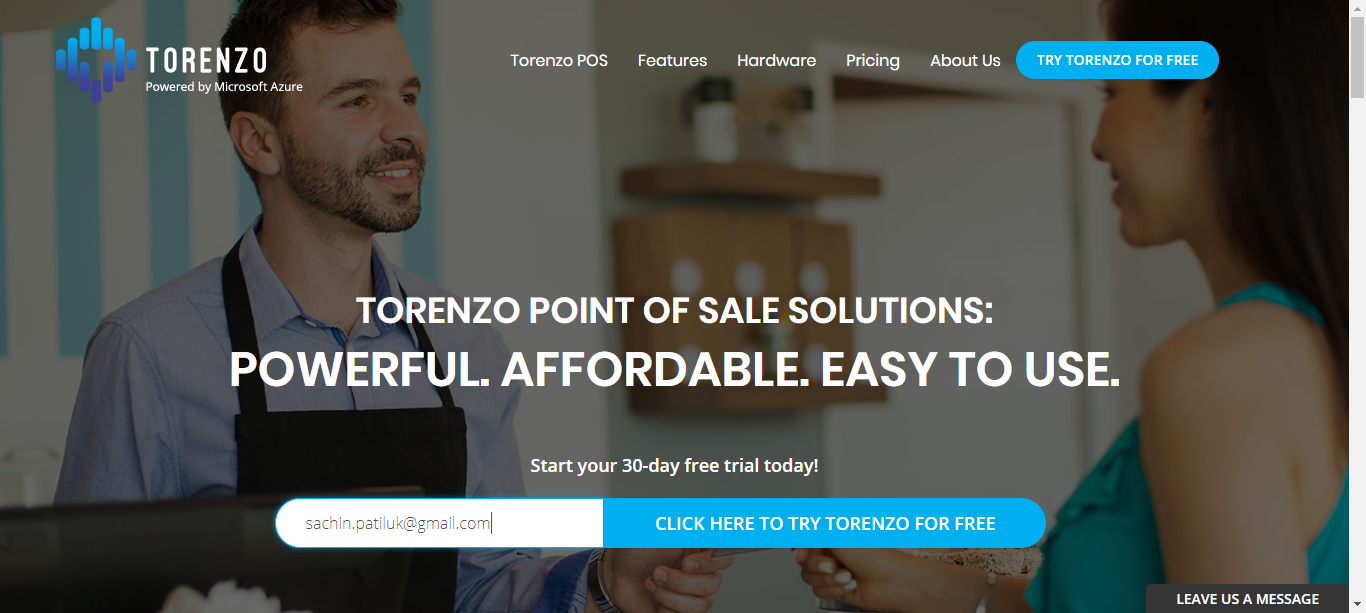 TORENZO
Powered by Microsoft Azure
Torenzo POS
Features
Hardware
Pricing
About Us
TRY TORENZO FOR FREE
TORENZO POINT OF SALE SOLUTIONS:
POWERFUL. AFFORDABLE. EASY TO USE.
Start your 30-day free trial today!
sachin.patiluk@gmail.com
CLICK HERE TO TRY TORENZO FOR FREE
LEAVE US A MESSAGE